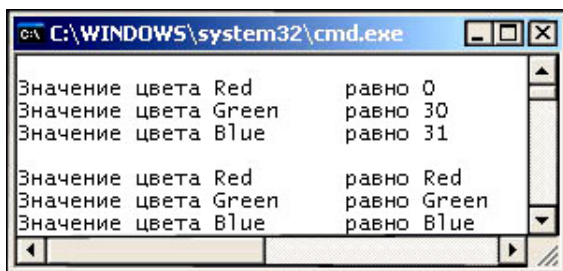 C:\WINDOWS\system32\cmd.exe
Значение цвета Red равно 0
Значение цвета Green равно 30
Значение цвета Blue равно 31
Значение цвета Red равно Red
Значение цвета Green равно Green
Значение цвета Blue равно Blue